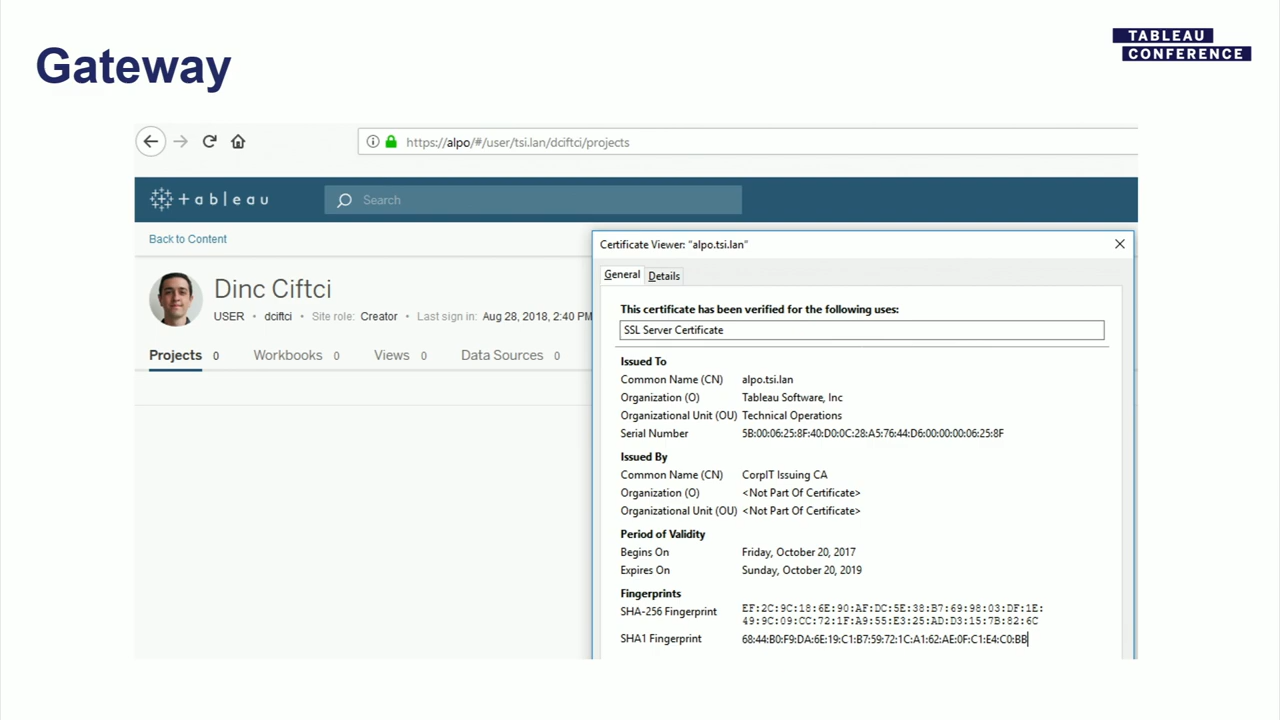 Gateway
TABLEAU
CONFERENCE
https://alpo/#/user/tsi.lan/dciftci/projects
+ a b l e a u
Search
Back to Content
Dinc Ciftci
USER • dciftci • Site role: Creator • Last sign in: Aug 28, 2018, 2:40 PM
Projects 0 Workbooks 0 Views 0 Data Sources 0
Certificate Viewer: "alpo.tsi.lan"
General Details
This certificate has been verified for the following uses:
SSL Server Certificate
Issued To
Common Name (CN) alpo.tsi.lan
Organization (O) Tableau Software, Inc
Organizational Unit (OU) Technical Operations
Serial Number 5B:00:06:25:8F:40:D0:0C:28:A5:76:44:D6:00:00:00:06:25:8F
Issued By
Common Name (CN) CorpIT Issuing CA
Organization (O) <Not Part Of Certificate>
Organizational Unit (OU) <Not Part Of Certificate>
Period of Validity
Begins On Friday, October 20, 2017
Expires On Sunday, October 20, 2019
Fingerprints
SHA-256 Fingerprint EF:2C:9C:18:6E:90:AF:DC:5E:38:B7:69:98:03:DF:1E:
49:9C:09:CC:72:1F:A9:55:E3:25:AD:D3:15:7B:82:6C
SHA1 Fingerprint 68:44:B0:F9:DA:6E:19:C1:B7:59:72:1C:A1:62:AE:0F:C1:E4:C0:BB